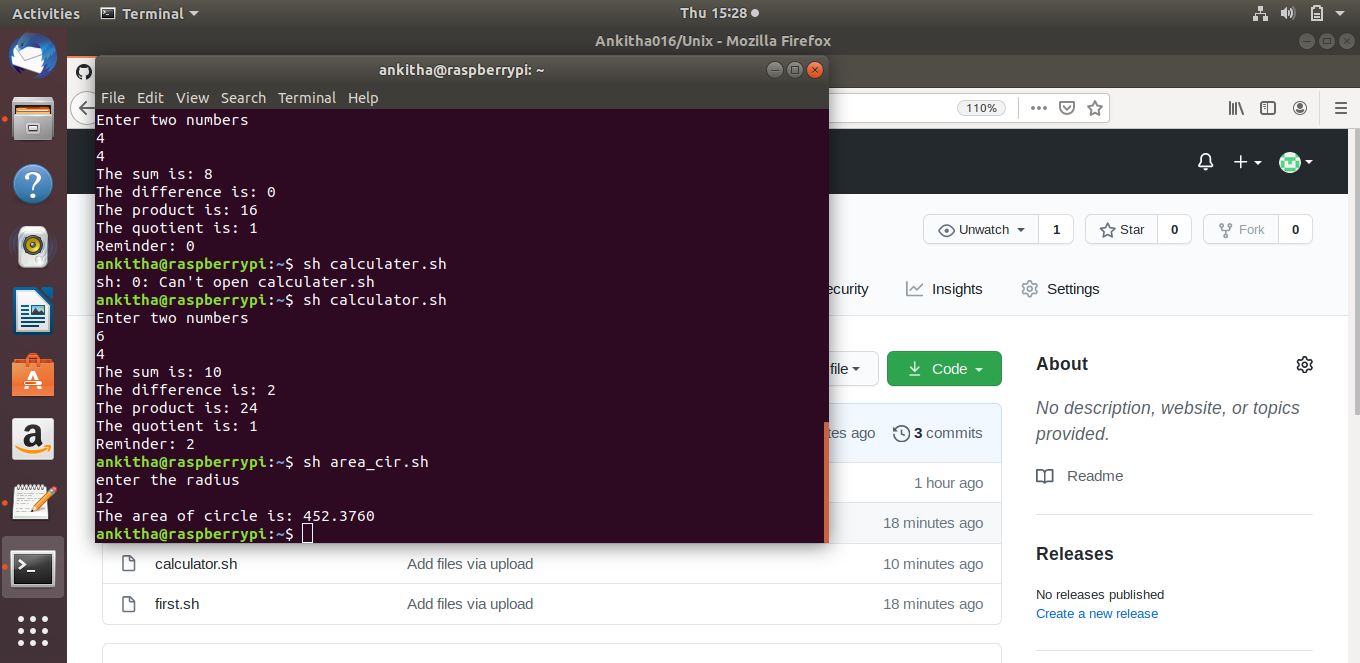 Activities
Terminal
Thu 15:28
Ankitha016/Unix - Mozilla Firefox
ankitha@raspberrypi: ~
File Edit View Search Terminal Help
110%
Enter two numbers
4
4
The sum is: 8
The difference is: 0
The product is: 16
The quotient is: 1
Reminder: 0
ankitha@raspberrypi:~$ sh calculater.sh
sh: 0: Can't open calculater.sh
ankitha@raspberrypi:~$ sh calculator.sh
Enter two numbers
6
4
The sum is: 10
The difference is: 2
The product is: 24
The quotient is: 1
Reminder: 2
ankitha@raspberrypi:~$ sh area_cir.sh
enter the radius
12
The area of circle is: 452.3760
ankitha@raspberrypi:~$
Unwatch 1 Star 0 Fork 0
Insights Settings
file Code
ago 3 commits
1 hour ago
18 minutes ago
calculator.sh Add files via upload 10 minutes ago
first.sh Add files via upload 18 minutes ago
About
No description, website, or topics
provided.
Readme
Releases
No releases published
Create a new release